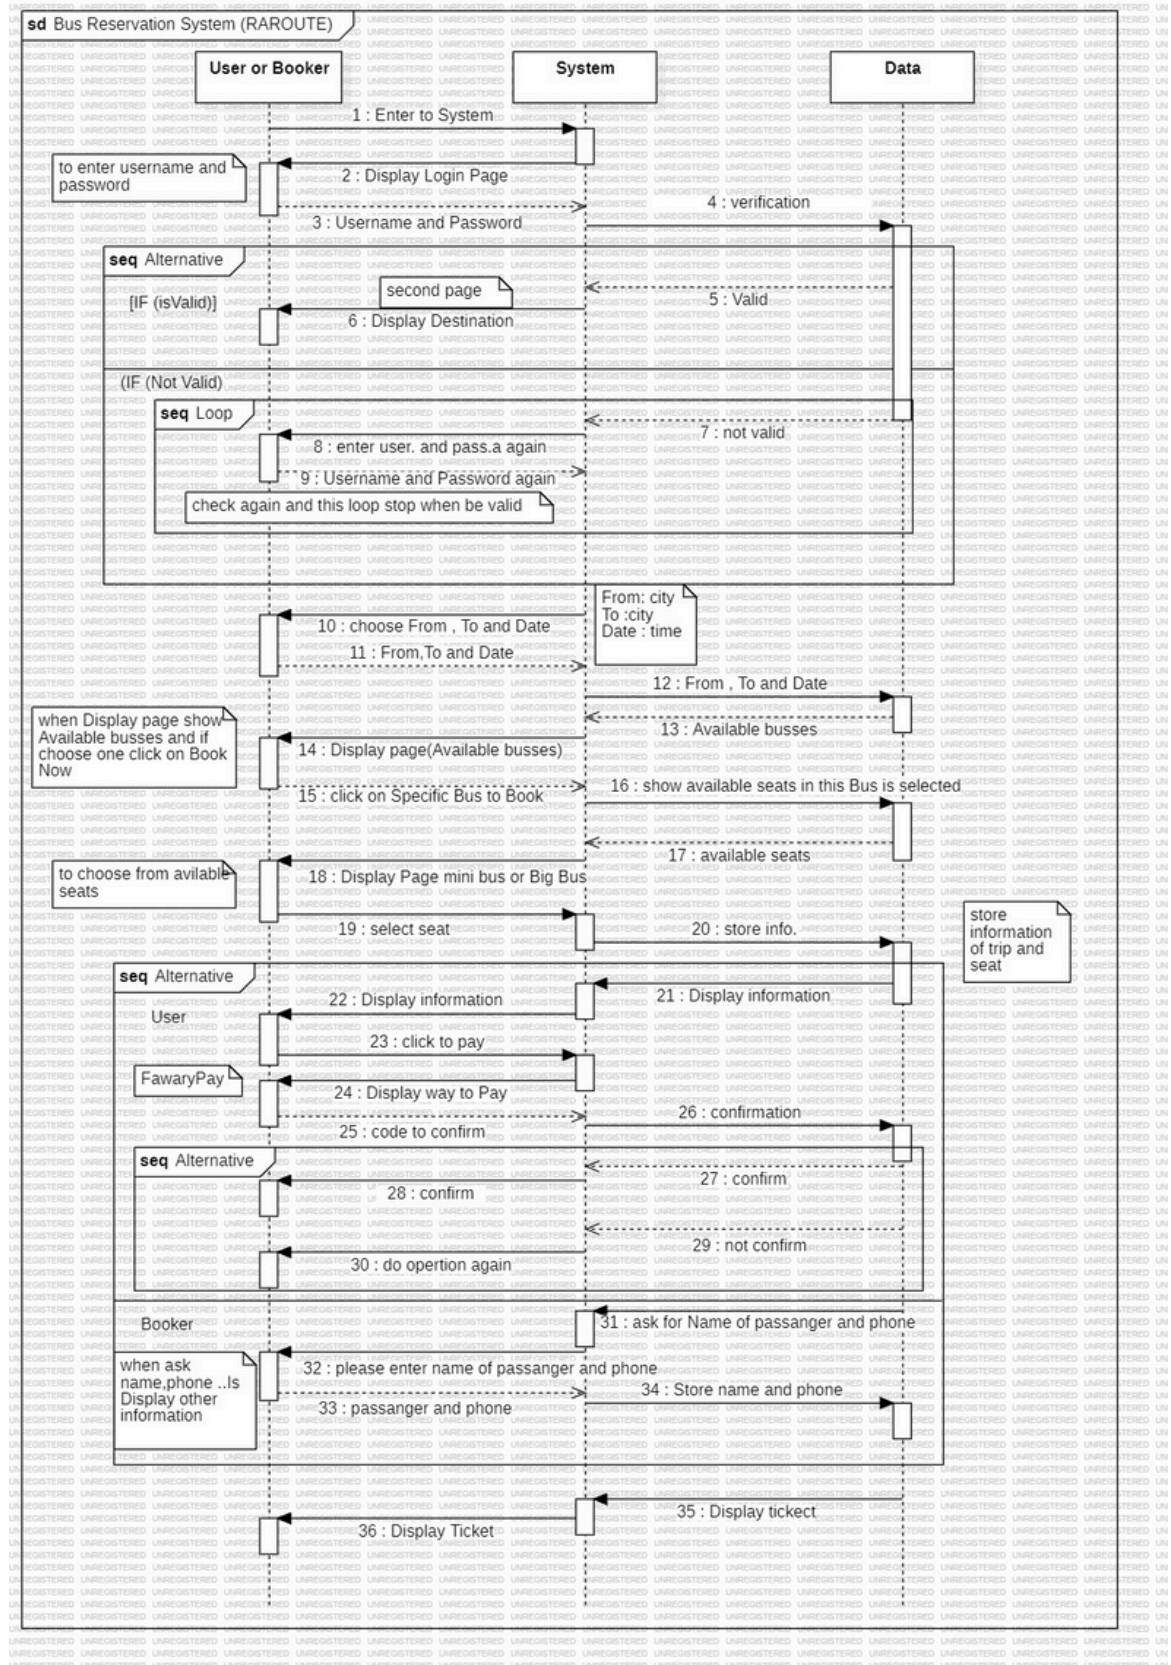 sd Bus Reservation System (RAROUTE)
User or Booker
System
Data
1 : Enter to System
to enter username and
password
2 : Display Login Page
3 : Username and Password
4 : verification
seq Alternative
[IF (isValid)]
second page
5 : Valid
6 : Display Destination
(IF (Not Valid)
seq Loop
7 : not valid
8 : enter user. and pass.a again
9 : Username and Password again
check again and this loop stop when be valid
From: city
To :city
Date : time
10 : choose From , To and Date
11 : From,To and Date
12 : From , To and Date
13 : Available busses
when Display page show
Available busses and if
choose one click on Book
Now
14 : Display page(Available busses)
15 : click on Specific Bus to Book
16 : show available seats in this Bus is selected
17 : available seats
to choose from avilable
seats
18 : Display Page mini bus or Big Bus
19 : select seat
20 : store info.
store
information
of trip and
seat
seq Alternative
User
21 : Display information
22 : Display information
23 : click to pay
FawaryPay
24 : Display way to Pay
25 : code to confirm
26 : confirmation
seq Alternative
27 : confirm
28 : confirm
29 : not confirm
30 : do opertion again
Booker
31 : ask for Name of passanger and phone
when ask
name,phone ..Is
Display other
information
32 : please enter name of passanger and phone
33 : passanger and phone
34 : Store name and phone
35 : Display tickect
36 : Display Ticket
UNREGISTERED